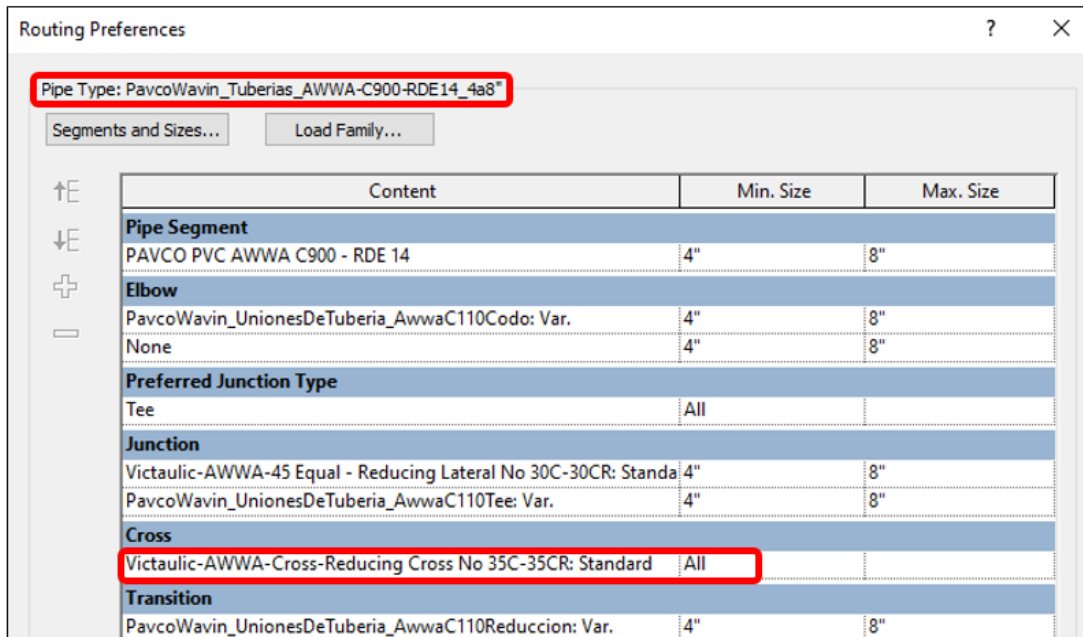 Routing Preferences ?
Pipe Type: PavcoWavin_Tuberias_AWWA-C900-RDE14_4a8"
Segments and Sizes... Load Family...
Content Min. Size Max. Size
Pipe Segment
PAVCO PVC AWWA C900 - RDE 14 4" 8"
Elbow
PavcoWavin_UnionesDeTuberia_AwwaC110Codo: Var. 4" 8"
None 4" 8"
Preferred Junction Type
Tee All
Junction
Victaulic-AWWA-45 Equal - Reducing Lateral No 30C-30CR: Standa 4" 8"
PavcoWavin_UnionesDeTuberia_AwwaC110Tee: Var. 4" 8"
Cross
Victaulic-AWWA-Cross-Reducing Cross No 35C-35CR: Standard All
Transition
PavcoWavin_UnionesDeTuberia_AwwaC110Reduccion: Var. 4" 8"